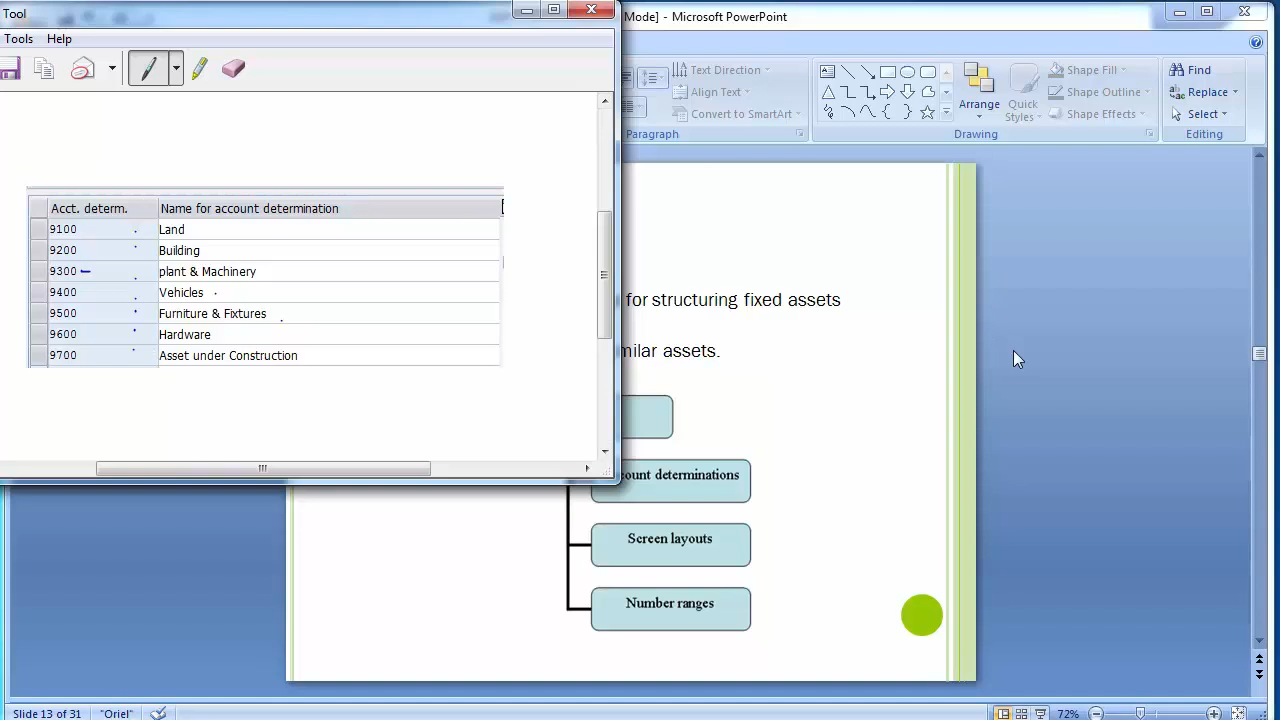 Tool
Mode] - Microsoft PowerPoint
Tools Help
Text Direction
Align Text
Convert to SmartArt
Paragraph
Arrange
Quick
Styles
Shape Fill
Shape Outline
Shape Effects
Drawing
Find
Replace
Select
Editing
Acct. determ. Name for account determination
9100 Land
9200 Building
9300 plant & Machinery
9400 Vehicles
9500 Furniture & Fixtures
9600 Hardware
9700 Asset under Construction
for structuring fixed assets
milar assets.
count determinations
Screen layouts
Number ranges
Slide 13 of 31 "Oriel" 72%